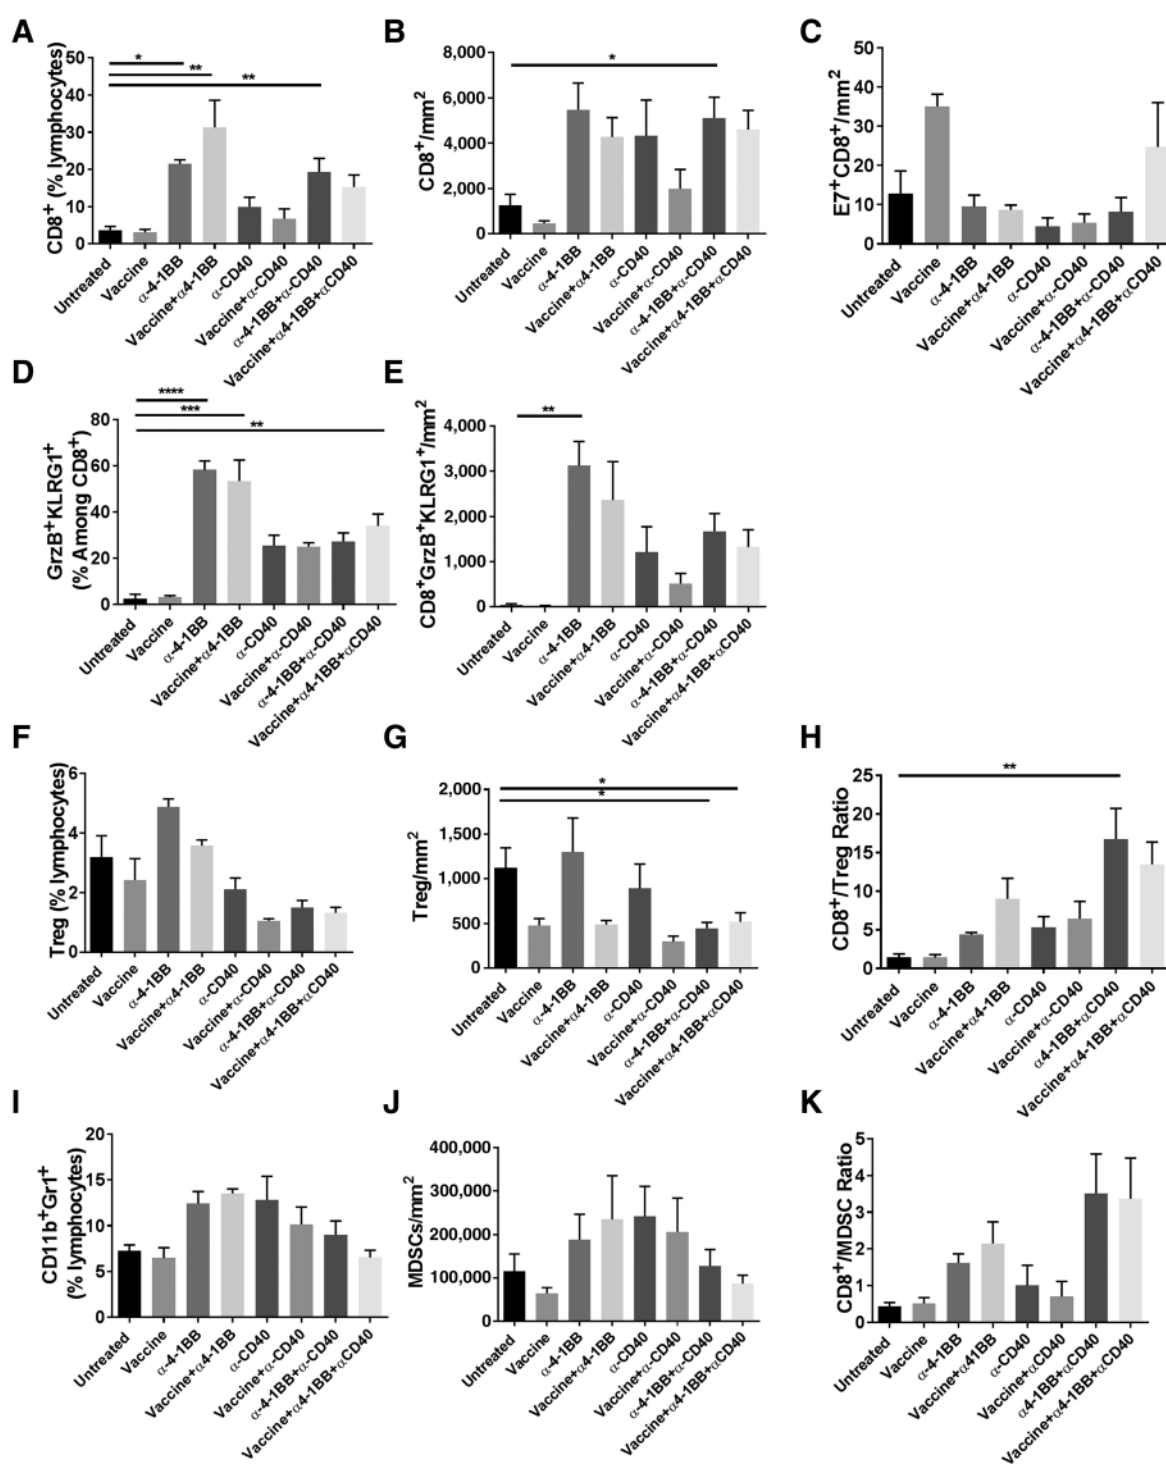 A
CD8+ (% lymphocytes)
50
40
30
20
10
0
*
**
**
Untreated
Vaccine
α-4-1BB
Vaccine+α4-1BB
α-CD40
Vaccine+α-CD40
α-4-1BB+α-CD40
Vaccine+α4-1BB+αCD40
B
CD8+/mm2
8,000
6,000
4,000
2,000
0
*
Untreated
Vaccine
α-4-1BB
Vaccine+α4-1BB
α-CD40
Vaccine+α-CD40
α-4-1BB+α-CD40
Vaccine+α4-1BB+αCD40
C
E7+CD8+/mm2
50
40
30
20
10
0
Untreated
Vaccine
α-4-1BB
Vaccine+α4-1BB
α-CD40
Vaccine+α-CD40
α-4-1BB+α-CD40
Vaccine+α4-1BB+αCD40
D
GrzB+KLRG1+
(% Among CD8+)
80
60
40
20
0
****
***
**
Untreated
Vaccine
α-4-1BB
Vaccine+α4-1BB
α-CD40
Vaccine+α-CD40
α-4-1BB+α-CD40
Vaccine+α4-1BB+αCD40
E
CD8+GrzB+KLRG1+/mm2
4,000
3,000
2,000
1,000
0
**
Untreated
Vaccine
α-4-1BB
Vaccine+α4-1BB
α-CD40
Vaccine+α-CD40
α-4-1BB+α-CD40
Vaccine+α4-1BB+αCD40
F
Treg (% lymphocytes)
6
4
2
0
Untreated
Vaccine
α-4-1BB
Vaccine+α4-1BB
α-CD40
Vaccine+α-CD40
α-4-1BB+α-CD40
Vaccine+α4-1BB+αCD40
G
Treg/mm2
2,000
1,500
1,000
500
0
*
*
Untreated
Vaccine
α-4-1BB
Vaccine+α4-1BB
α-CD40
Vaccine+α-CD40
α-4-1BB+α-CD40
Vaccine+α4-1BB+αCD40
H
CD8+/Treg Ratio
25
20
15
10
5
0
**
Untreated
Vaccine
α-4-1BB
Vaccine+α4-1BB
α-CD40
Vaccine+α-CD40
α4-1BB+αCD40
Vaccine+α4-1BB+αCD40
I
CD11b+Gr1+
(% lymphocytes)
20
15
10
5
0
Untreated
Vaccine
α-4-1BB
Vaccine+α4-1BB
α-CD40
Vaccine+α-CD40
α-4-1BB+α-CD40
Vaccine+α4-1BB+αCD40
J
MDSCs/mm2
400,000
300,000
200,000
100,000
0
Untreated
Vaccine
α-4-1BB
Vaccine+α4-1BB
α-CD40
Vaccine+α-CD40
α-4-1BB+α-CD40
Vaccine+α4-1BB+αCD40
K
CD8+/MDSC Ratio
5
4
3
2
1
0
Untreated
Vaccine
α-4-1BB
Vaccine+α41BB
α-CD40
Vaccine+αCD40
α4-1BB+αCD40
Vaccine+α4-1BB+αCD40